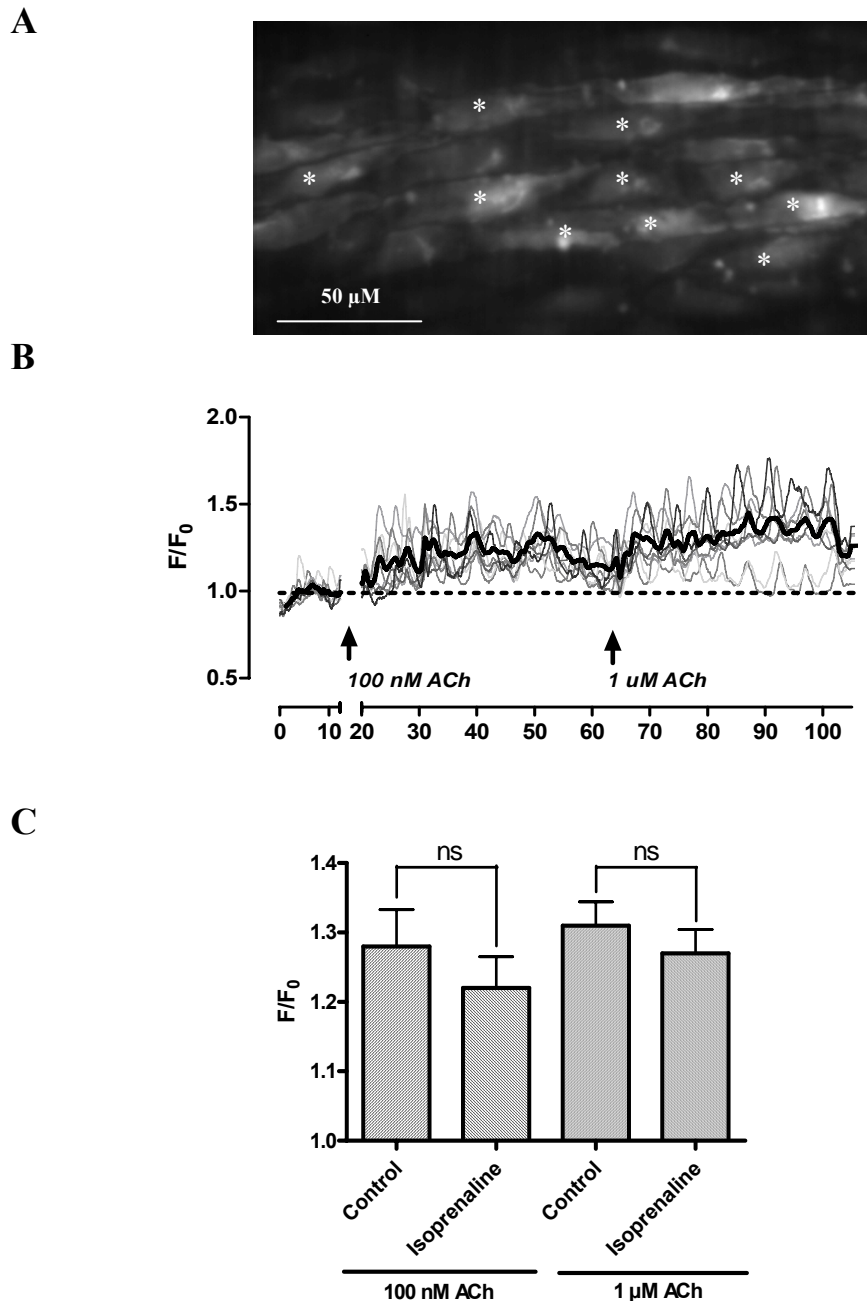 A
* * * * * * * * * *
50 µM
B
2.0
1.5
1.0
0.5
F/F0
100 nM ACh
1 uM ACh
0 10 20 30 40 50 60 70 80 90 100
C
1.4
1.3
1.2
1.1
1.0
F/F0
ns ns
Control Isoprenaline Control Isoprenaline
100 nM ACh 1 µM ACh